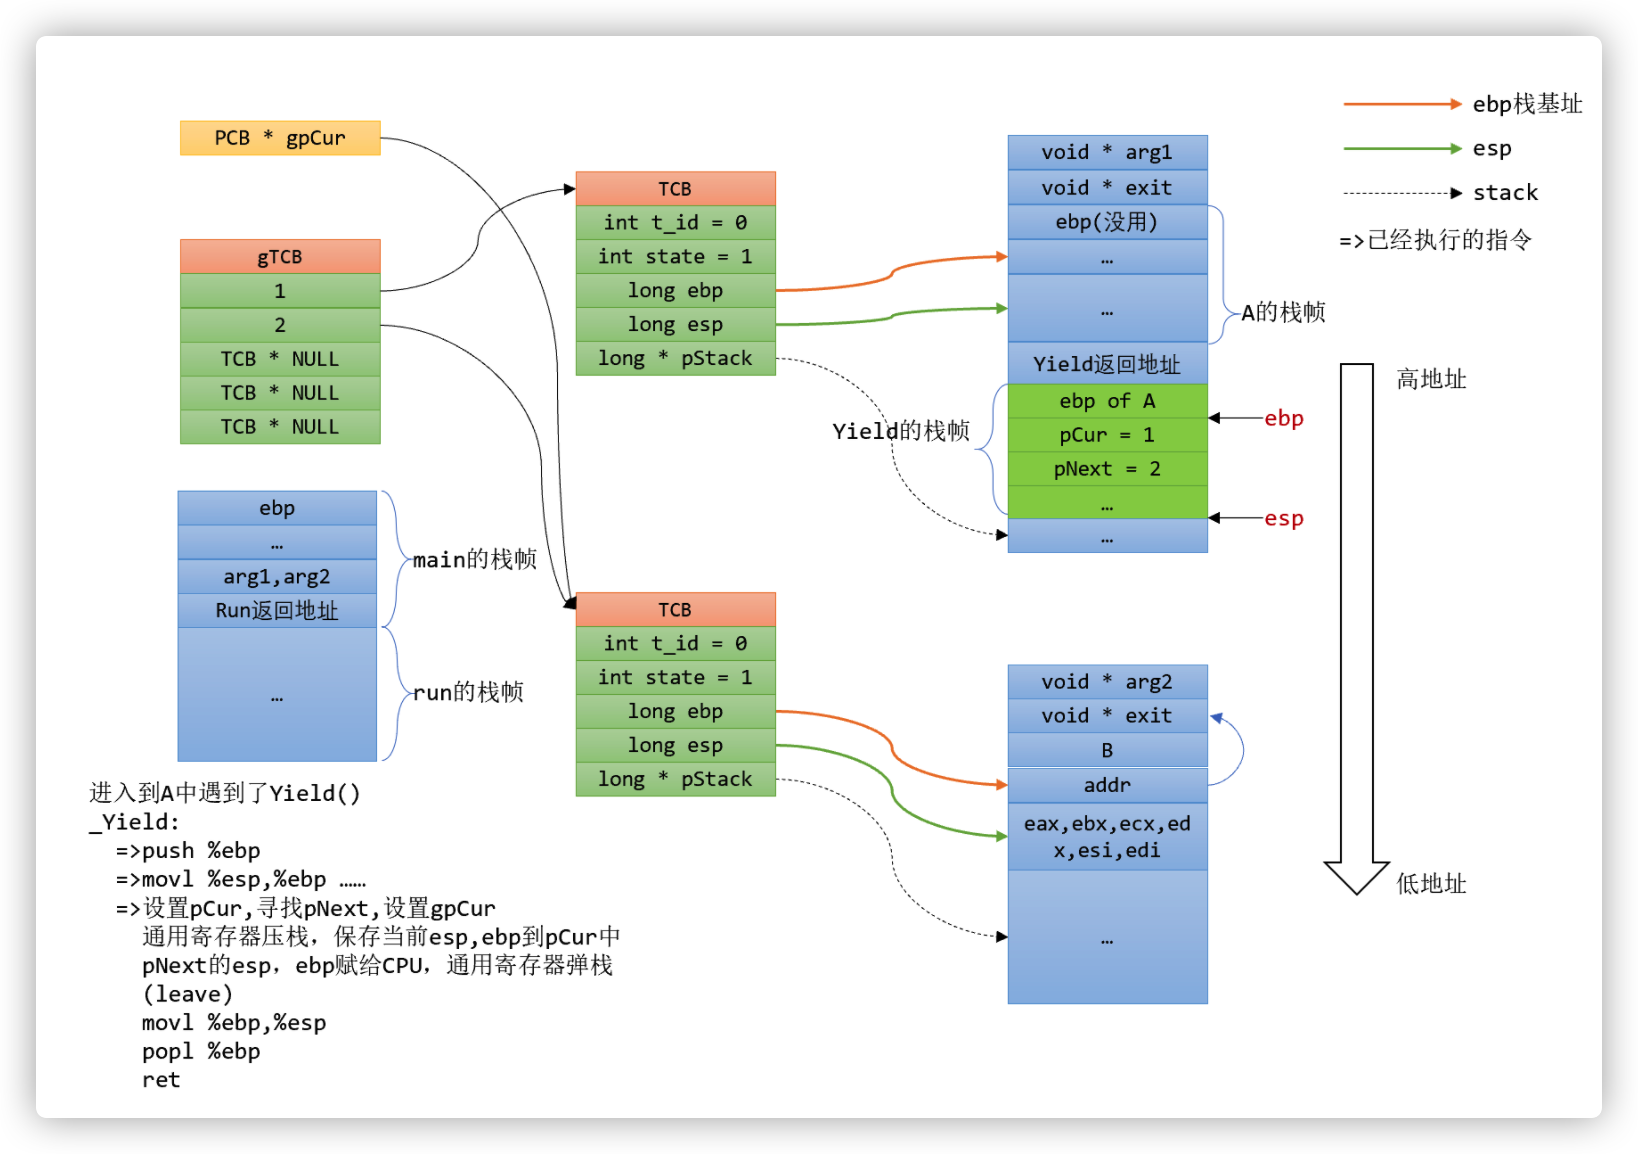 PCB * gpCur
gTCB
1
2
TCB * NULL
TCB * NULL
TCB * NULL
ebp
…
arg1,arg2
Run返回地址
…
main的栈帧
run的栈帧
进入到A中遇到了Yield()
_Yield:
=>push %ebp
=>movl %esp,%ebp ……
=>设置pCur,寻找pNext,设置gpCur
通用寄存器压栈，保存当前esp,ebp到pCur中
pNext的esp，ebp赋给CPU，通用寄存器弹栈
(leave)
movl %ebp,%esp
popl %ebp
ret
TCB
int t_id = 0
int state = 1
long ebp
long esp
long * pStack
TCB
int t_id = 0
int state = 1
long ebp
long esp
long * pStack
void * arg1
void * exit
ebp(没用)
…
…
Yield返回地址
ebp of A
pCur = 1
pNext = 2
…
…
A的栈帧
Yield的栈帧
ebp
esp
void * arg2
void * exit
B
addr
eax,ebx,ecx,ed
x,esi,edi
…
ebp栈基址
esp
stack
=>已经执行的指令
高地址
低地址